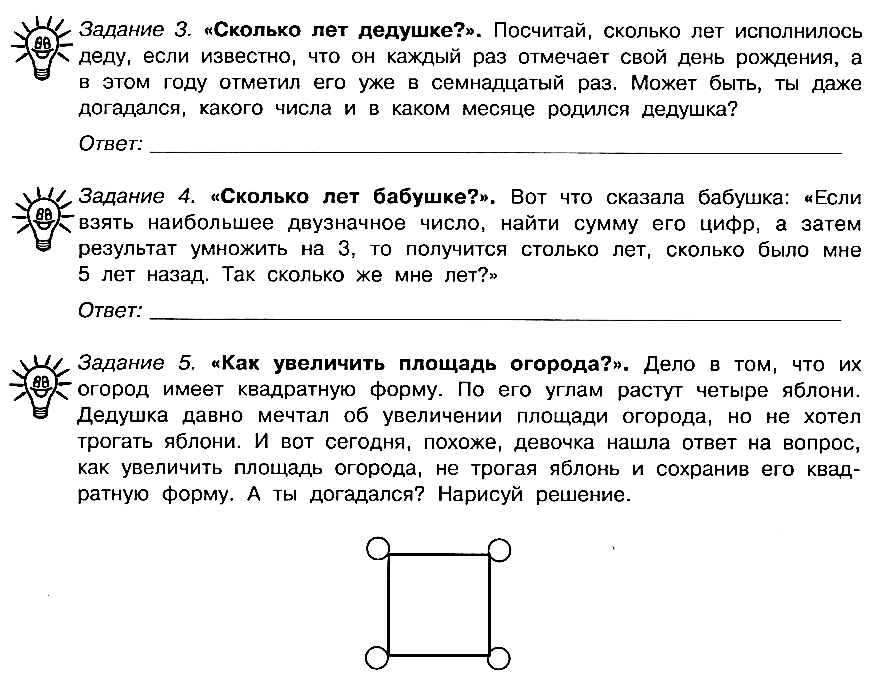 Задание 3. «Сколько лет дедушке?». Посчитай, сколько лет исполнилось
деду, если известно, что он каждый раз отмечает свой день рождения, а
в этом году отметил его уже в семнадцатый раз. Может быть, ты даже
догадался, какого числа и в каком месяце родился дедушка?
Ответ:
Задание 4. «Сколько лет бабушке?». Вот что сказала бабушка: «Если
взять наибольшее двузначное число, найти сумму его цифр, а затем
результат умножить на 3, то получится столько лет, сколько было мне
5 лет назад. Так сколько же мне лет?»
Ответ:
Задание 5. «Как увеличить площадь огорода?». Дело в том, что их
огород имеет квадратную форму. По его углам растут четыре яблони.
Дедушка давно мечтал об увеличении площади огорода, но не хотел
трогать яблони. И вот сегодня, похоже, девочка нашла ответ на вопрос,
как увеличить площадь огорода, не трогая яблонь и сохранив его квад-
ратную форму. А ты догадался? Нарисуй решение.